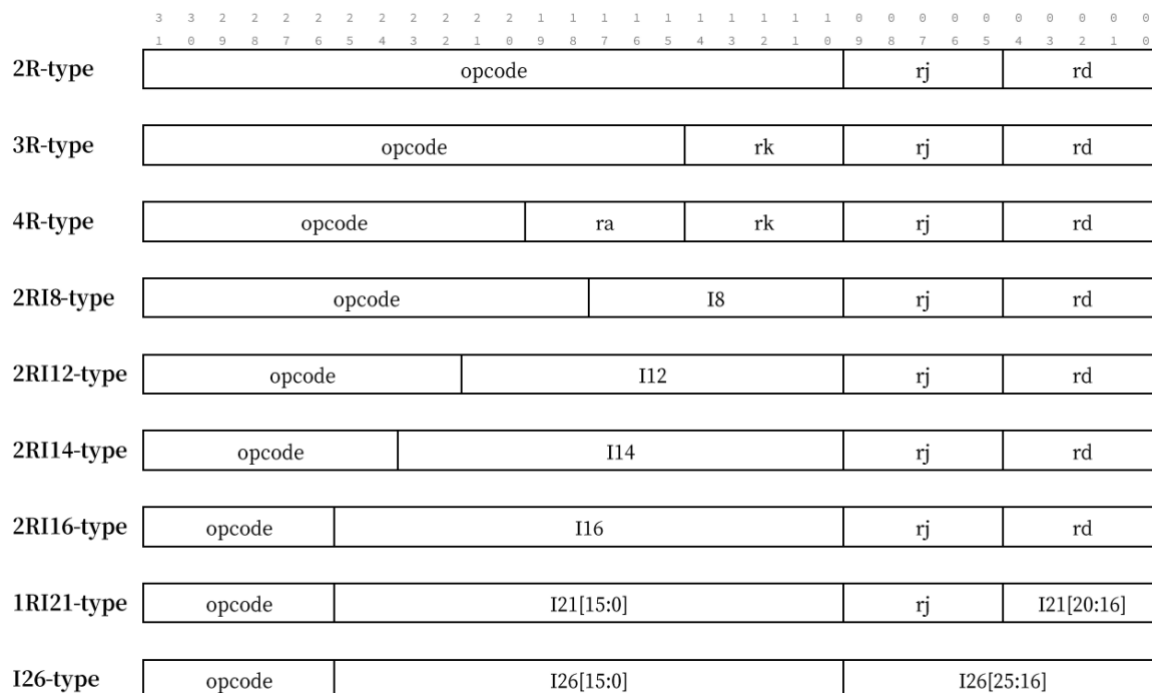 3 3 2 2 2 2 2 2 2 2 2 2 1 1 1 1 1 1 1 1 1 1 0 0 0 0 0 0 0 0 0 0
1 0 9 8 7 6 5 4 3 2 1 0 9 8 7 6 5 4 3 2 1 0 9 8 7 6 5 4 3 2 1 0
2R-type opcode rj rd
3R-type opcode rk rj rd
4R-type opcode ra rk rj rd
2RI8-type opcode I8 rj rd
2RI12-type opcode I12 rj rd
2RI14-type opcode I14 rj rd
2RI16-type opcode I16 rj rd
1RI21-type opcode I21[15:0] rj I21[20:16]
I26-type opcode I26[15:0] I26[25:16]